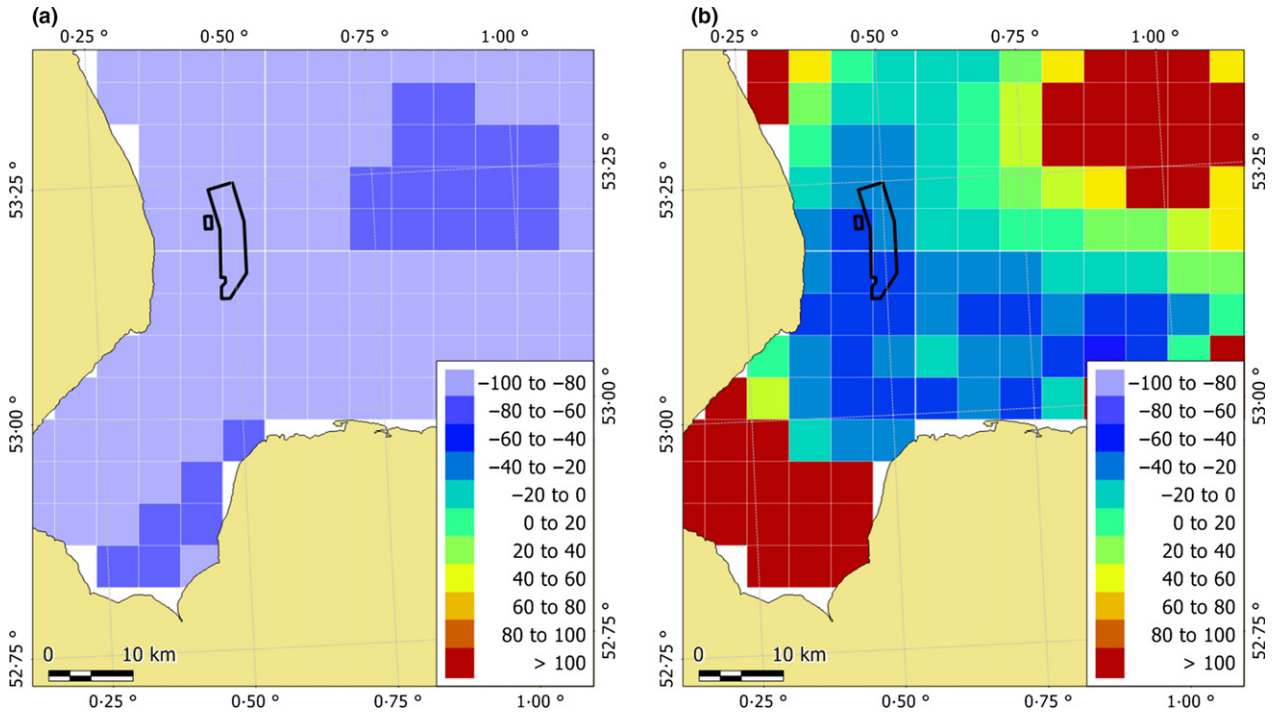 (a)
0·25 ° 0·50 ° 0·75 ° 1·00 °
53·25 °
53·25 °
53·00 °
53·00 °
52·75 °
52·75 °
−100 to −80
−80 to −60
−60 to −40
−40 to −20
−20 to 0
0 to 20
20 to 40
40 to 60
60 to 80
80 to 100
> 100
0 10 km
0·25 ° 0·50 ° 0·75 ° 1·00 °
(b)
0·25 ° 0·50 ° 0·75 ° 1·00 °
53·25 °
53·25 °
53·00 °
53·00 °
52·75 °
52·75 °
−100 to −80
−80 to −60
−60 to −40
−40 to −20
−20 to 0
0 to 20
20 to 40
40 to 60
60 to 80
80 to 100
> 100
0 10 km
0·25 ° 0·50 ° 0·75 ° 1·00 °